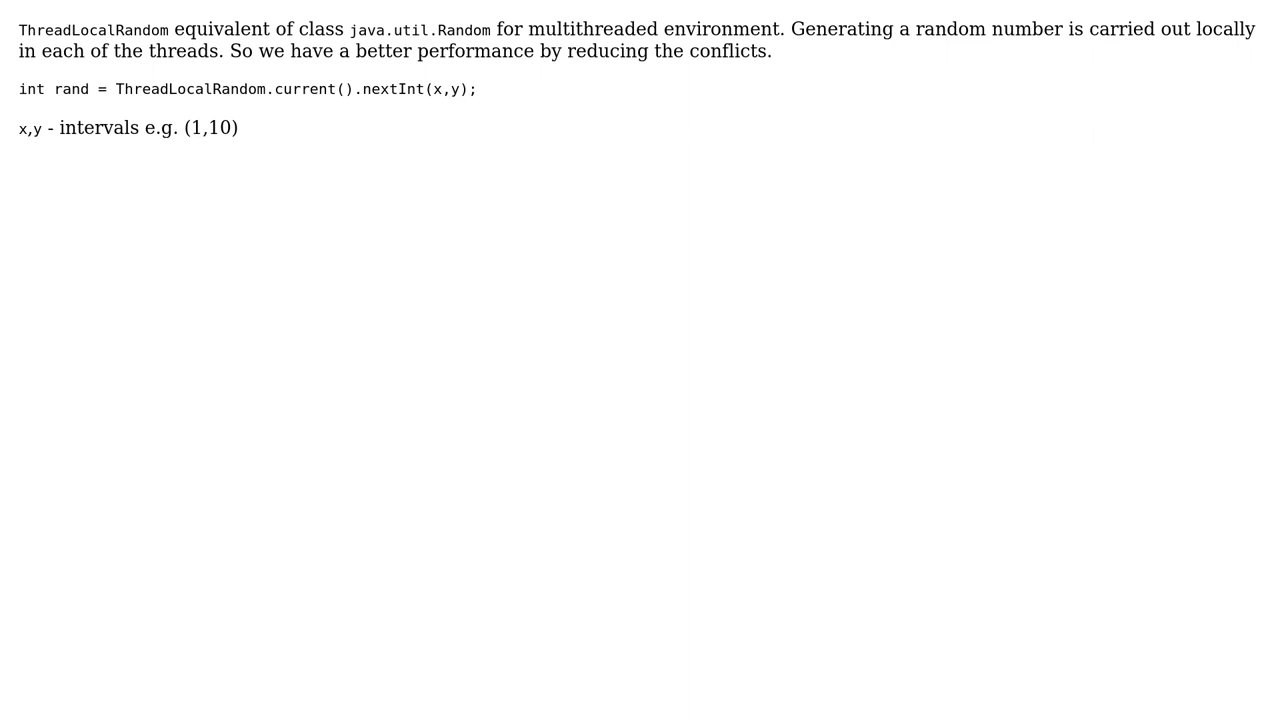 ThreadLocalRandom equivalent of class java.util.Random for multithreaded environment. Generating a random number is carried out locally
in each of the threads. So we have a better performance by reducing the conflicts.
int rand = ThreadLocalRandom.current().nextInt(x,y);
x,y - intervals e.g. (1,10)